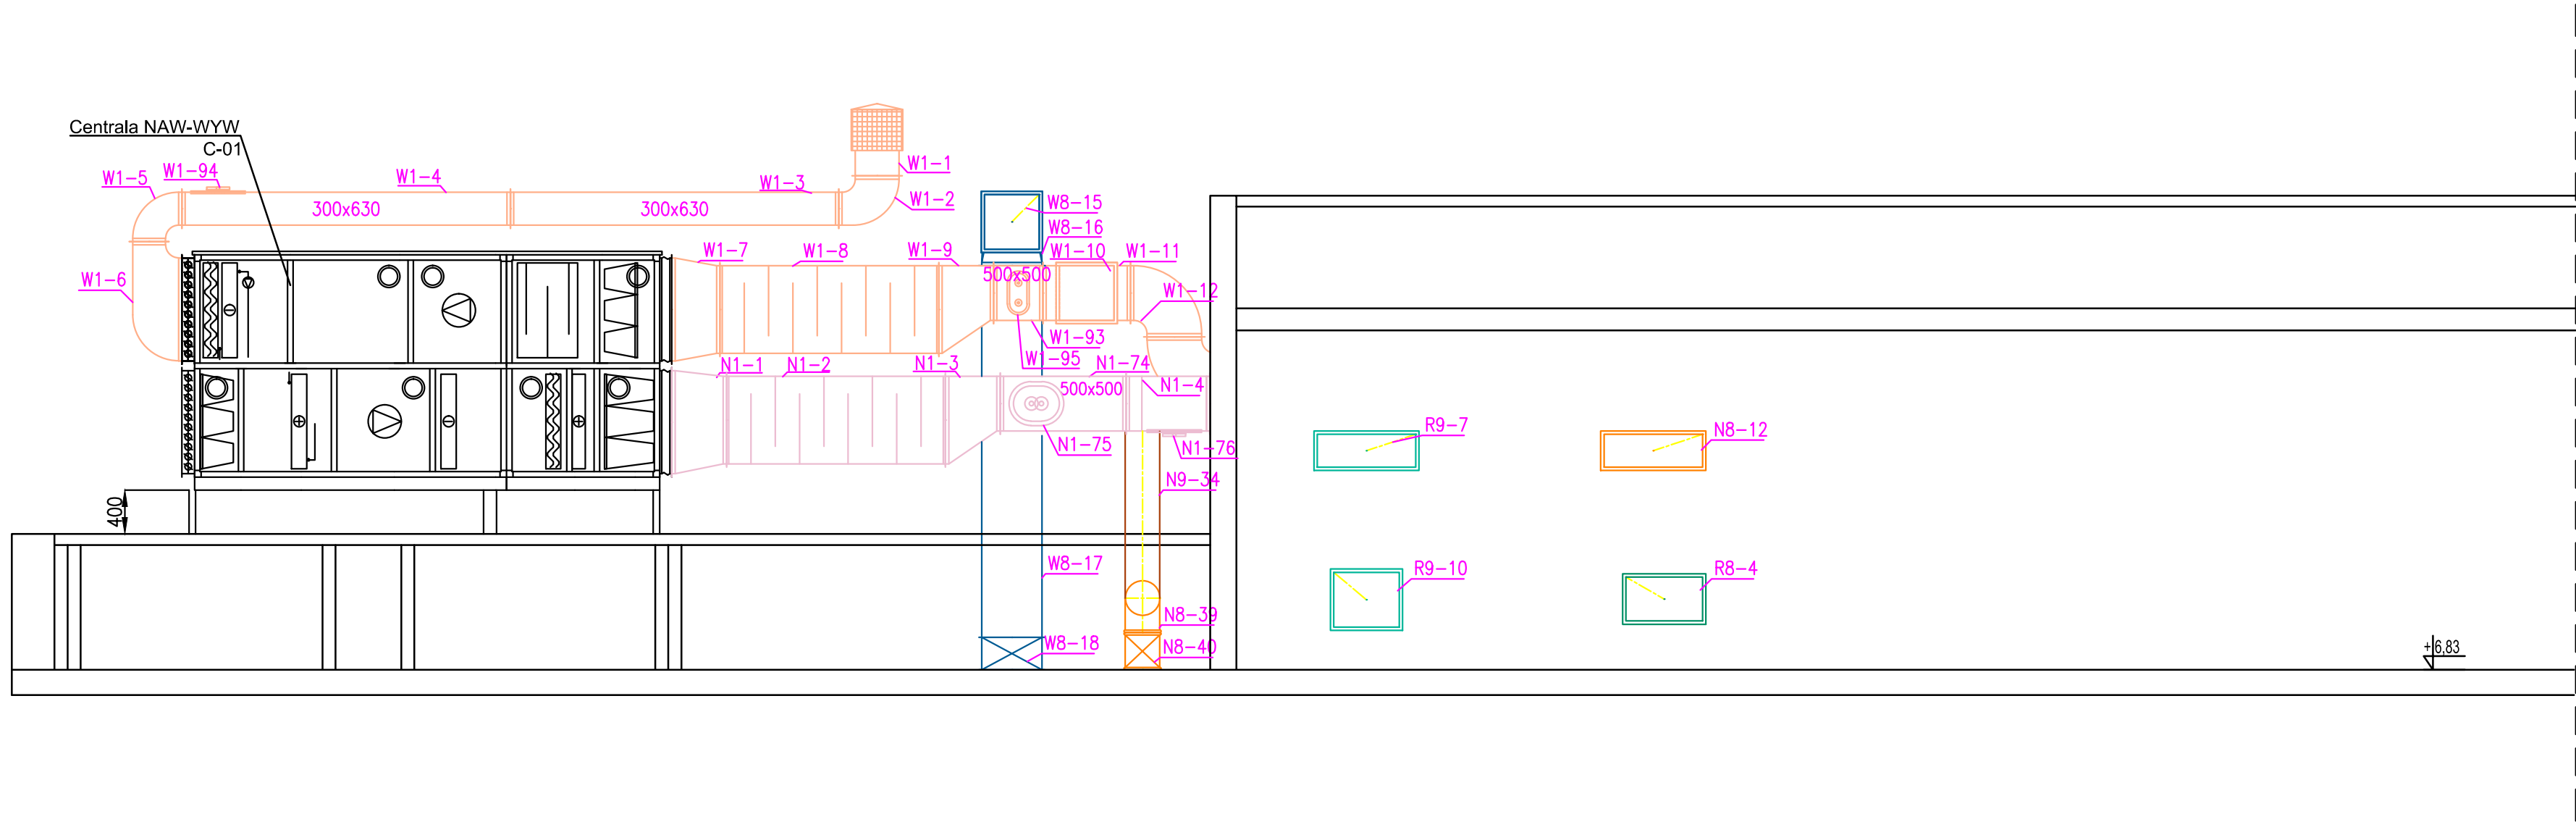 Centrala NAW-WYW
C-01
W1-5
W1-94
W1-4
W1-3
W1-1
W1-2
300x630
300x630
W8-15
W8-16
W1-6
W1-7
W1-8
W1-9
W1-10
W1-11
500x500
W1-12
W1-93
W1-95
N1-1
N1-2
N1-3
N1-74
500x500
N1-4
N1-75
N1-76
N9-34
400
R9-7
N8-12
W8-17
R9-10
R8-4
N8-39
W8-18
N8-40
+6,83